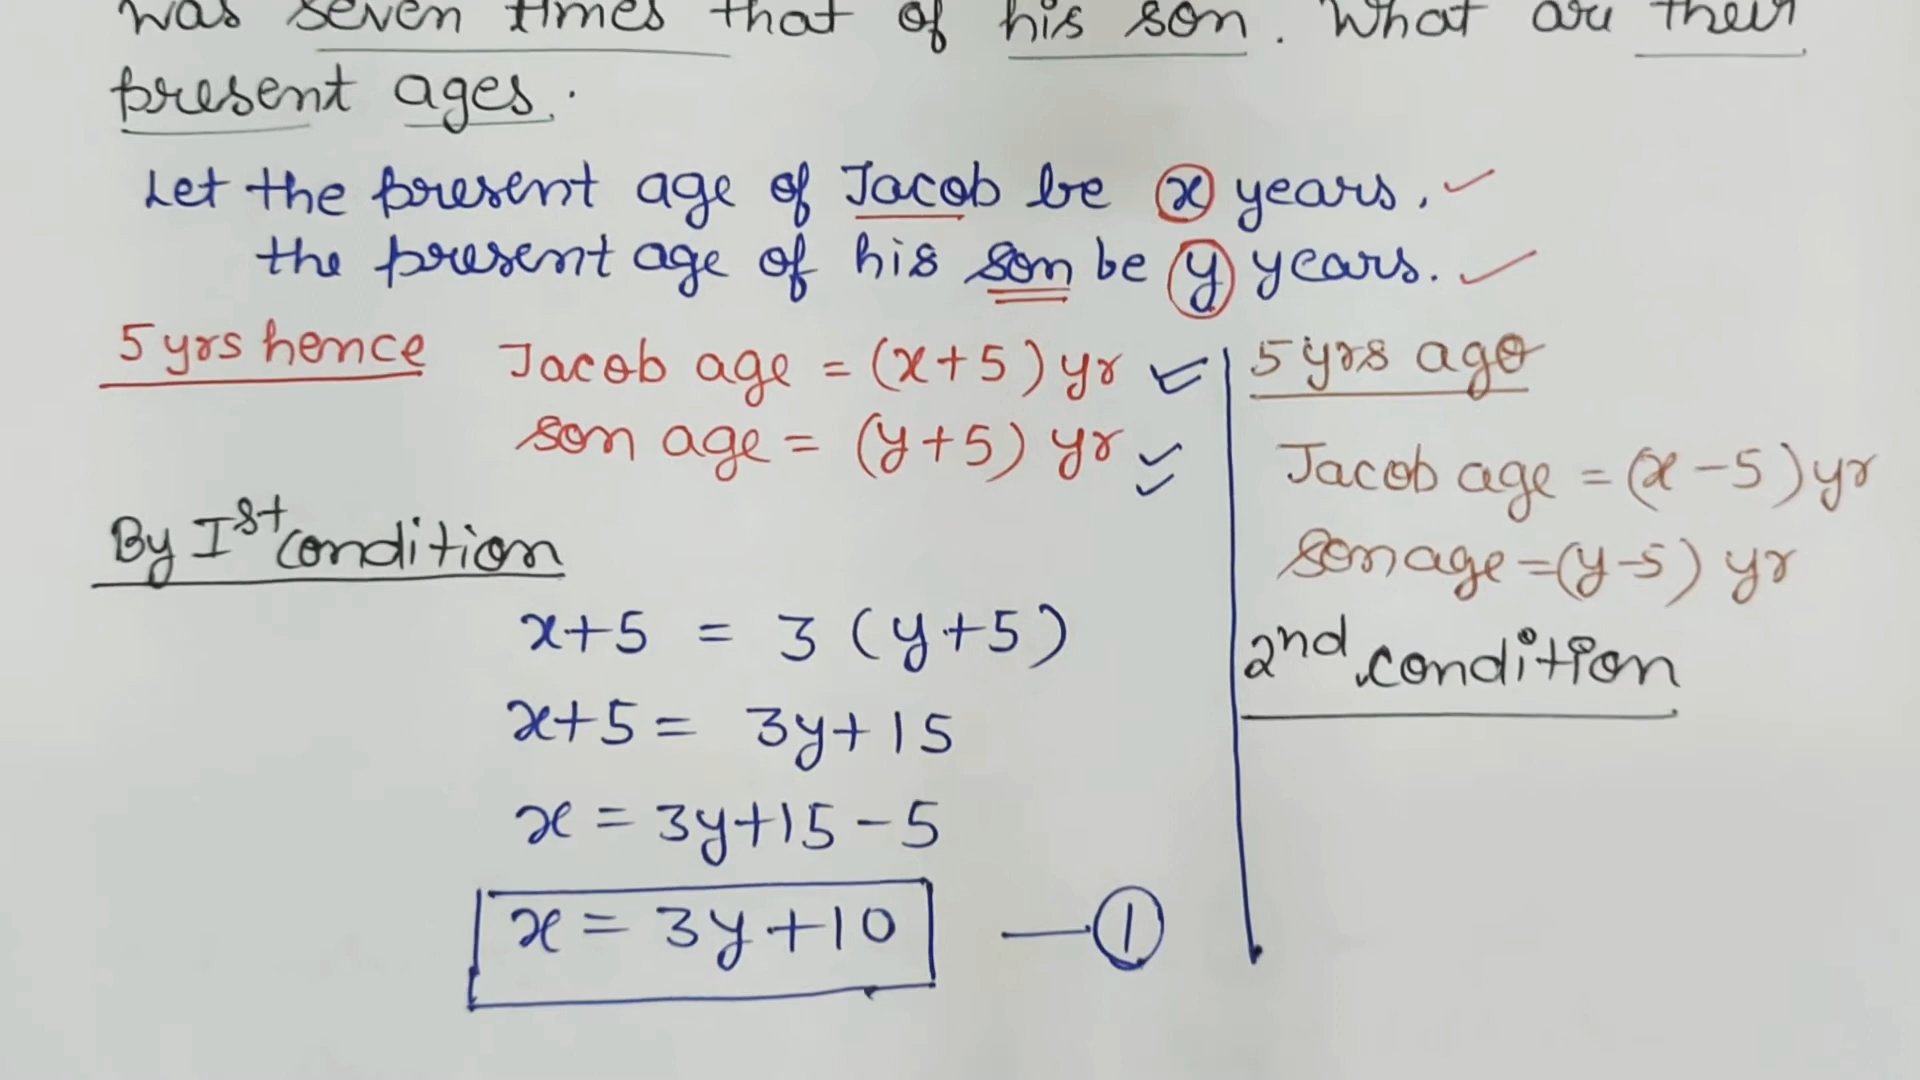 was seven times that of his son. What are their
present ages.
Let the present age of Jacob be x years.
the present age of his son be y years.
5 yrs hence Jacob age = (x+5) yr
son age = (y+5) yr
By Ist condition
x+5 = 3 (y+5)
x+5 = 3y+15
x = 3y+15-5
x = 3y+10 —①
5 yrs ago
Jacob age = (x-5) yr
son age = (y-5) yr
2nd condition